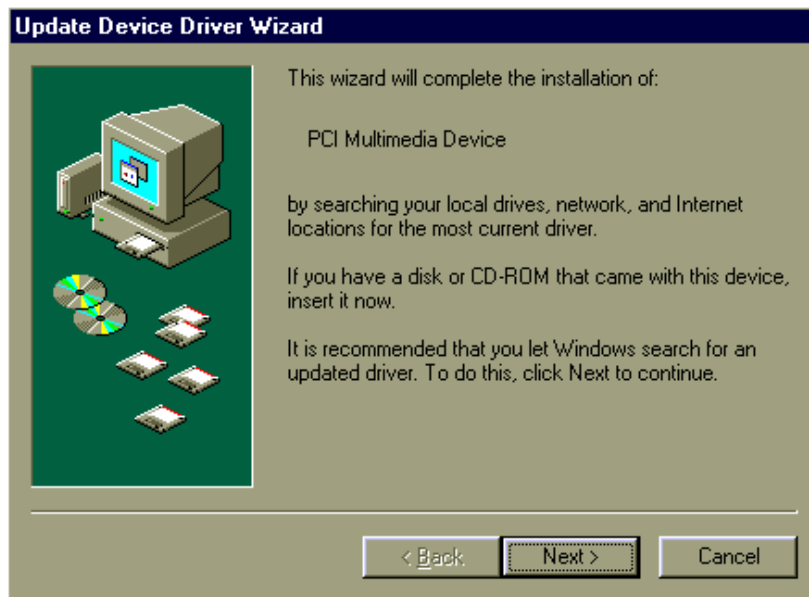 Update Device Driver Wizard
This wizard will complete the installation of:
PCI Multimedia Device
by searching your local drives, network, and Internet
locations for the most current driver.
If you have a disk or CD-ROM that came with this device,
insert it now.
It is recommended that you let Windows search for an
updated driver. To do this, click Next to continue.
< Back
Next >
Cancel